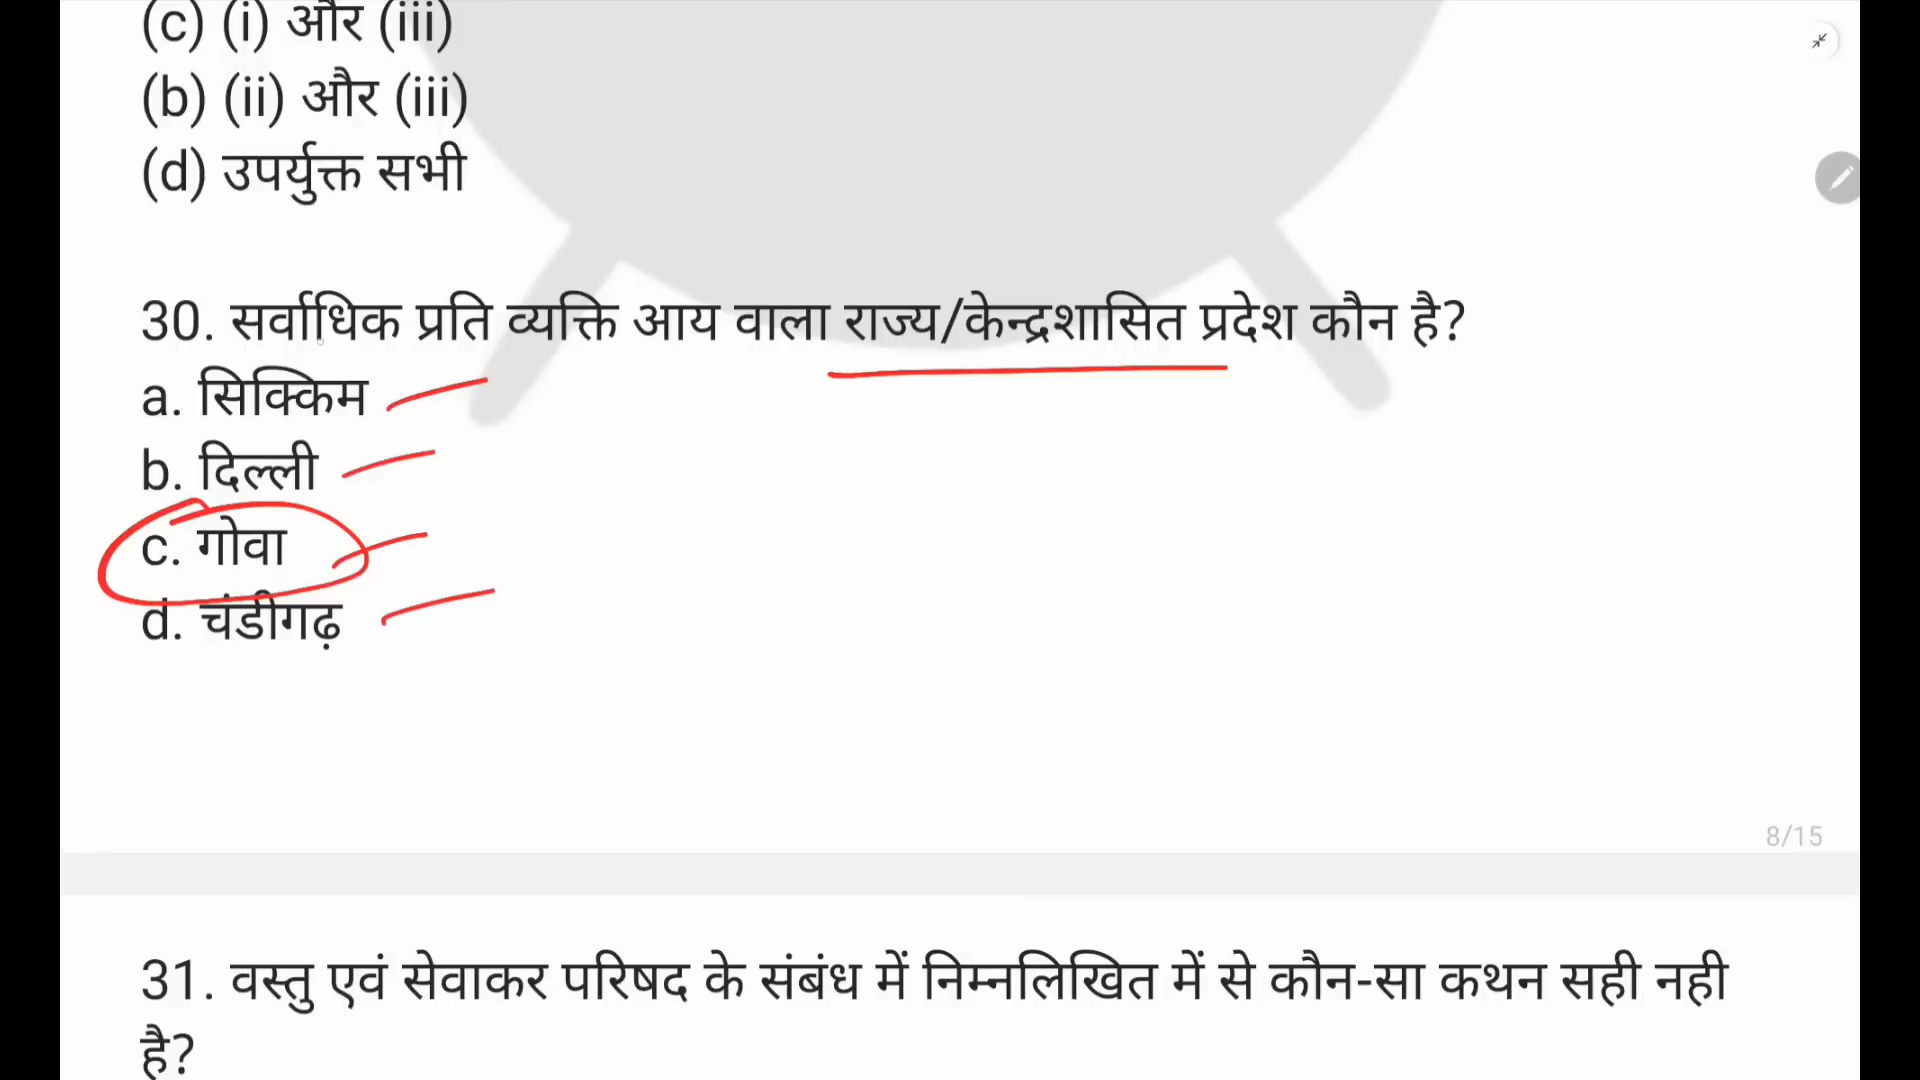 (c) (i) और (iii)
(b) (ii) और (iii)
(d) उपर्युक्त सभी
30. सर्वाधिक प्रति व्यक्ति आय वाला राज्य/केन्द्रशासित प्रदेश कौन है?
a. सिक्किम
b. दिल्ली
c. गोवा
d. चंडीगढ़
8/15
31. वस्तु एवं सेवाकर परिषद के संबंध में निम्नलिखित में से कौन-सा कथन सही नही
है?